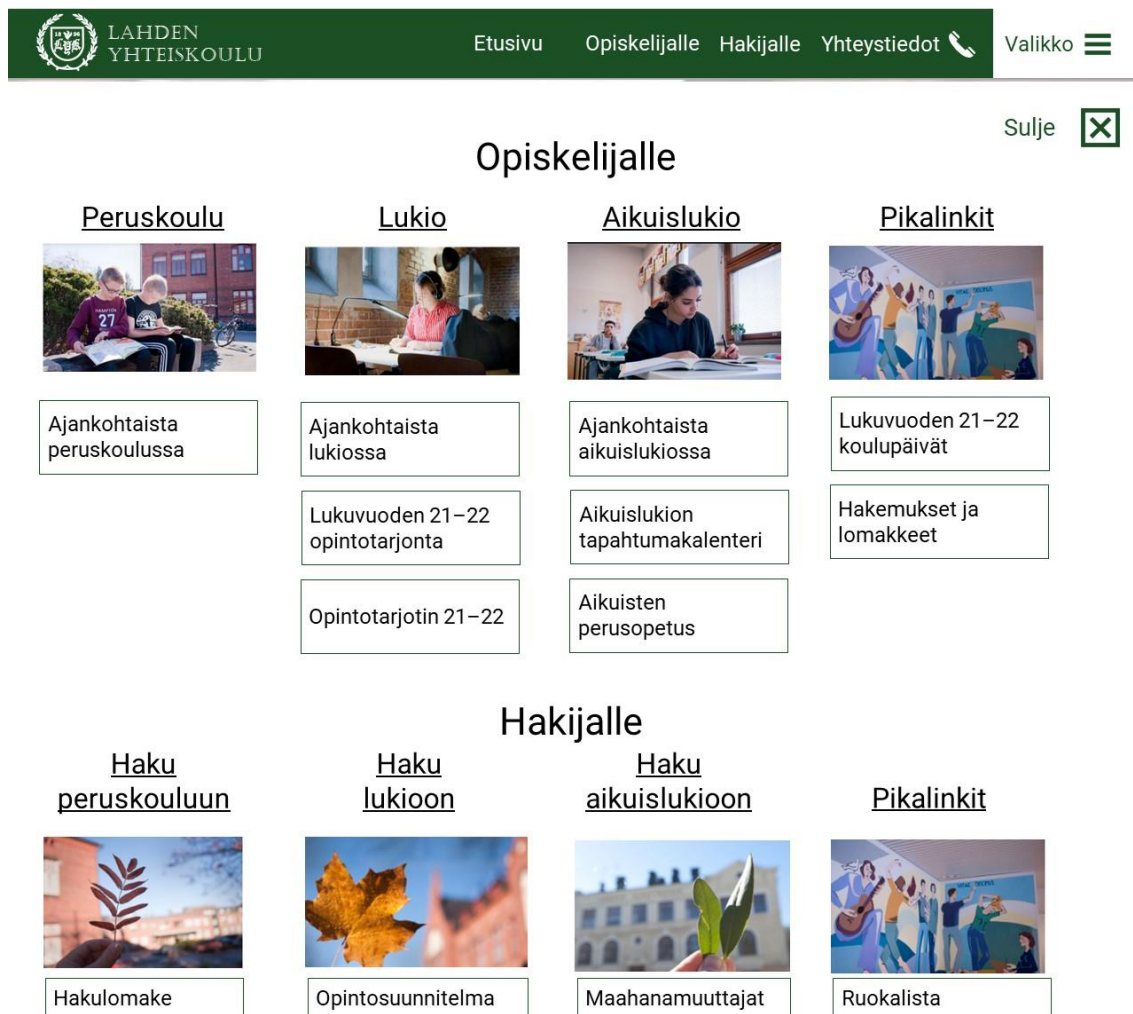 LAHDEN
YHTEISKOULU
Etusivu
Opiskelijalle
Hakijalle
Yhteystiedot
Valikko
Sulje
Opiskelijalle
Peruskoulu
Lukio
Aikuislukio
Pikalinkit
27
Ajankohtaista
peruskoulussa
Ajankohtaista
lukiossa
Lukuvuoden 21–22
opintotarjonta
Opintotarjotin 21–22
Ajankohtaista
aikuislukiossa
Aikuislukion
tapahtumakalenteri
Aikuisten
perusopetus
Lukuvuoden 21–22
koulupäivät
Hakemukset ja
lomakkeet
Hakijalle
Haku
peruskouluun
Haku
lukioon
Haku
aikuislukioon
Pikalinkit
Hakulomake
Opintosuunnitelma
Maahanamuuttajat
Ruokalista